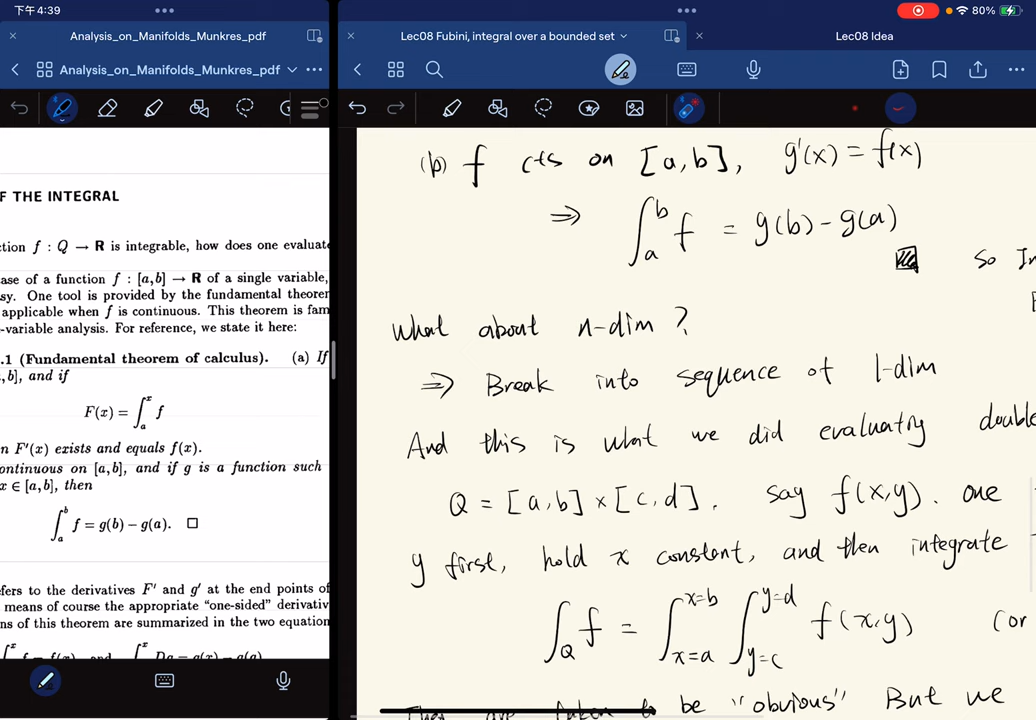 下午4:39
80%
Analysis_on_Manifolds_Munkres_pdf
Analysis_on_Manifolds_Munkres_pdf
F THE INTEGRAL
ction f : Q → R is integrable, how does one evaluate
ase of a function f : [a, b] → R of a single variable,
sy. One tool is provided by the fundamental theorem
applicable when f is continuous. This theorem is fam
-variable analysis. For reference, we state it here:
.1 (Fundamental theorem of calculus). (a) If
, b], and if
F(x) = ∫_a^x f
n F′(x) exists and equals f(x).
ontinuous on [a, b], and if g is a function such
x ∈ [a, b], then
∫_a^b f = g(b) − g(a). □
fers to the derivatives F′ and g′ at the end points of
means of course the appropriate "one-sided" derivativ
ns of this theorem are summarized in the two equation
Lec08 Fubini, integral over a bounded set
Lec08 Idea
(b) f cts on [a,b], g'(x) = f(x)
⇒ ∫_a^b f = g(b) - g(a)
so In
What about n-dim ?
⇒ Break into sequence of 1-dim
And this is what we did evaluatry double
Q = [a,b] × [c,d]. say f(x,y). one
y first, hold x constant, and then integrate
∫_Q f = ∫_{x=a}^{x=b} ∫_{y=c}^{y=d} f(x,y) (or
be "obvious" But we